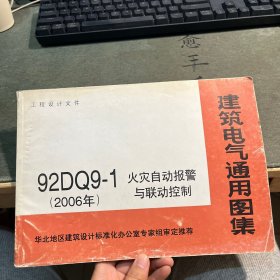 工程设计文件
92DQ9-1
(2006年)
火灾自动报警
与联动控制
华北地区建筑设计标准化办公室专家组审定推荐
建筑电气通用图集